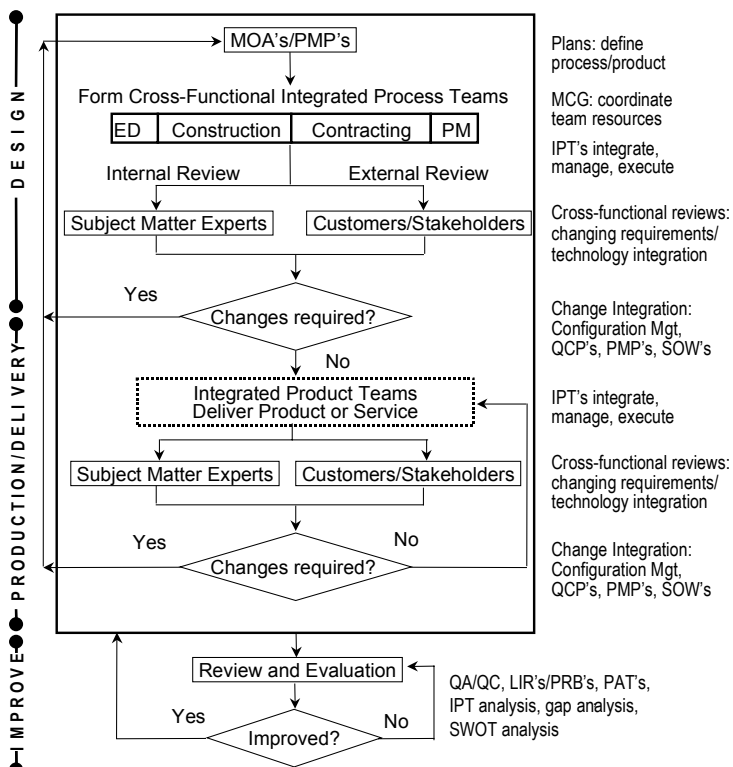 DESIGN
PRODUCTION/DELIVERY
IMPROVE
MOA's/PMP's
Form Cross-Functional Integrated Process Teams
ED Construction Contracting PM
Internal Review External Review
Subject Matter Experts Customers/Stakeholders
Yes
Changes required?
No
Integrated Product Teams
Deliver Product or Service
Subject Matter Experts Customers/Stakeholders
Yes No
Changes required?
Review and Evaluation
Yes No
Improved?
Plans: define
process/product
MCG: coordinate
team resources
IPT's integrate,
manage, execute
Cross-functional reviews:
changing requirements/
technology integration
Change Integration:
Configuration Mgt,
QCP's, PMP's, SOW's
IPT's integrate,
manage, execute
Cross-functional reviews:
changing requirements/
technology integration
Change Integration:
Configuration Mgt,
QCP's, PMP's, SOW's
QA/QC, LIR's/PRB's, PAT's,
IPT analysis, gap analysis,
SWOT analysis